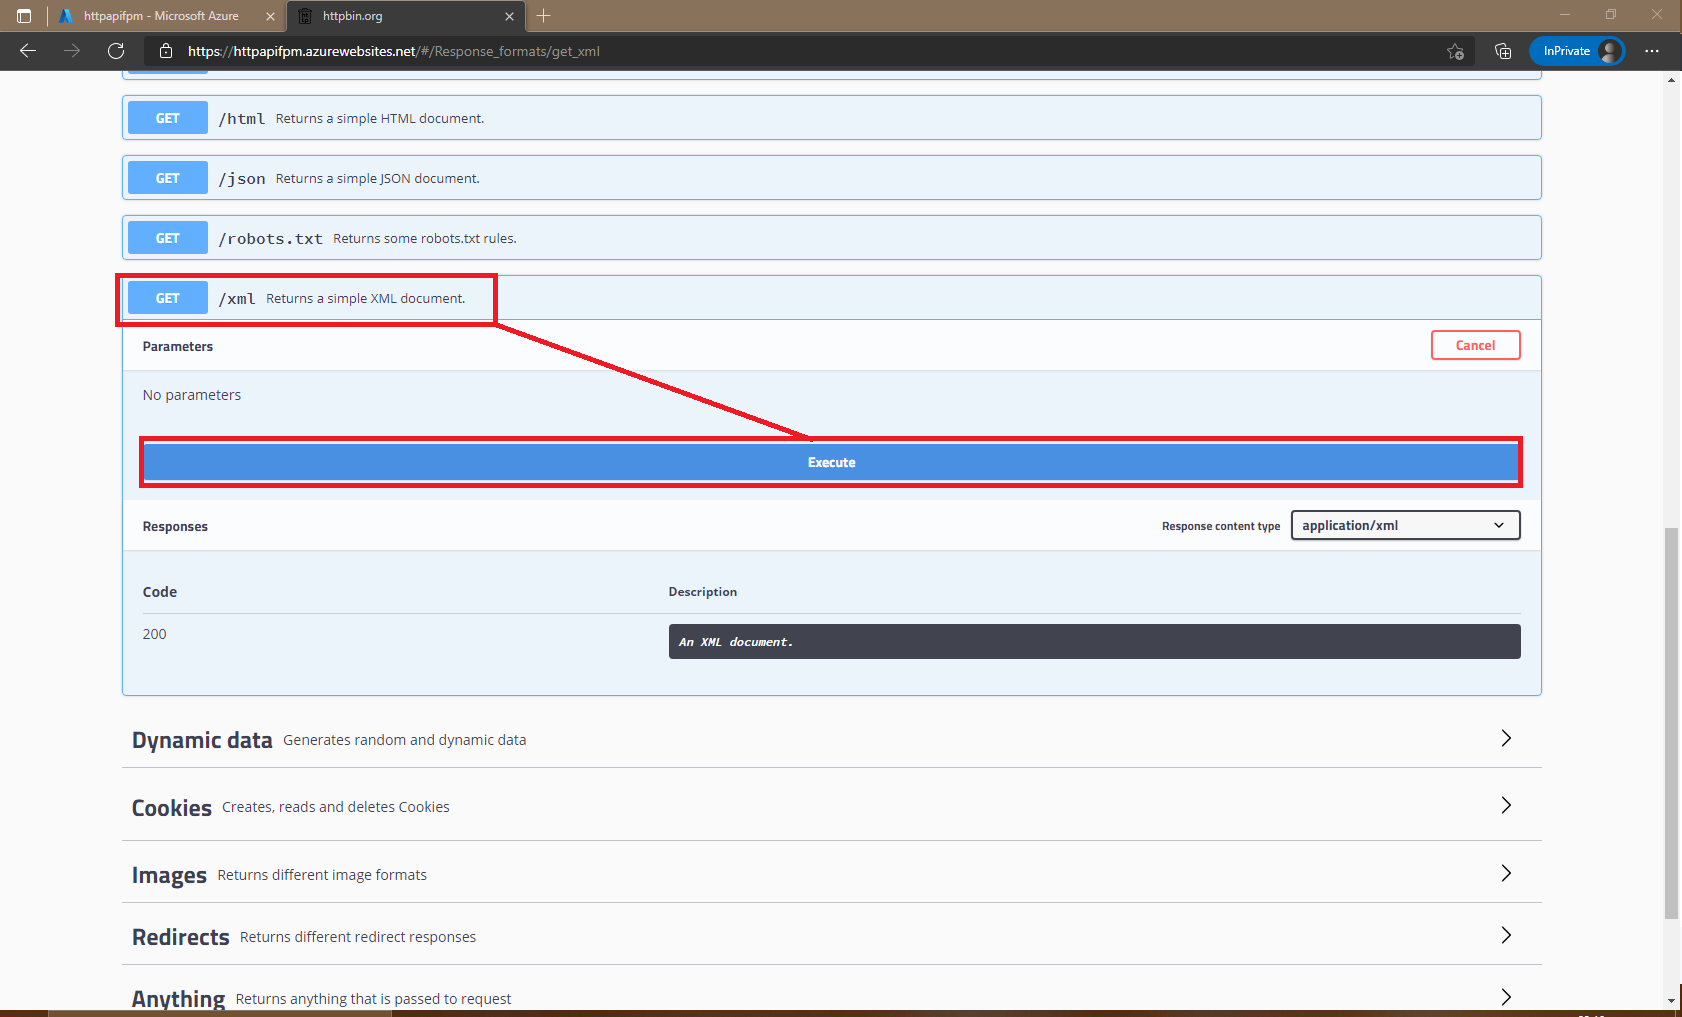 httpapifpm - Microsoft Azure
httpbin.org
https://httpapifpm.azurewebsites.net/#/Response_formats/get_xml
InPrivate
GET /html Returns a simple HTML document.
GET /json Returns a simple JSON document.
GET /robots.txt Returns some robots.txt rules.
GET /xml Returns a simple XML document.
Parameters
Cancel
No parameters
Execute
Responses
Response content type application/xml
Code Description
200 An XML document.
Dynamic data Generates random and dynamic data
Cookies Creates, reads and deletes Cookies
Images Returns different image formats
Redirects Returns different redirect responses
Anything Returns anything that is passed to request